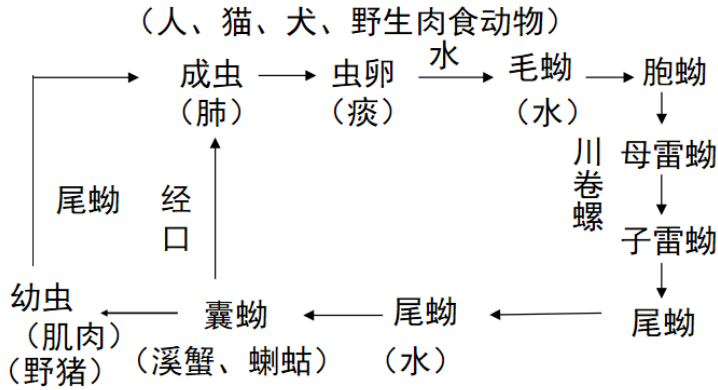 （人、猫、犬、野生肉食动物）
成虫
（肺）
虫卵
（痰）
水
毛蚴
（水）
胞蚴
川卷螺
母雷蚴
子雷蚴
尾蚴
尾蚴
（水）
囊蚴
（溪蟹、蝲蛄）
经口
尾蚴
幼虫
（肌肉）
（野猪）